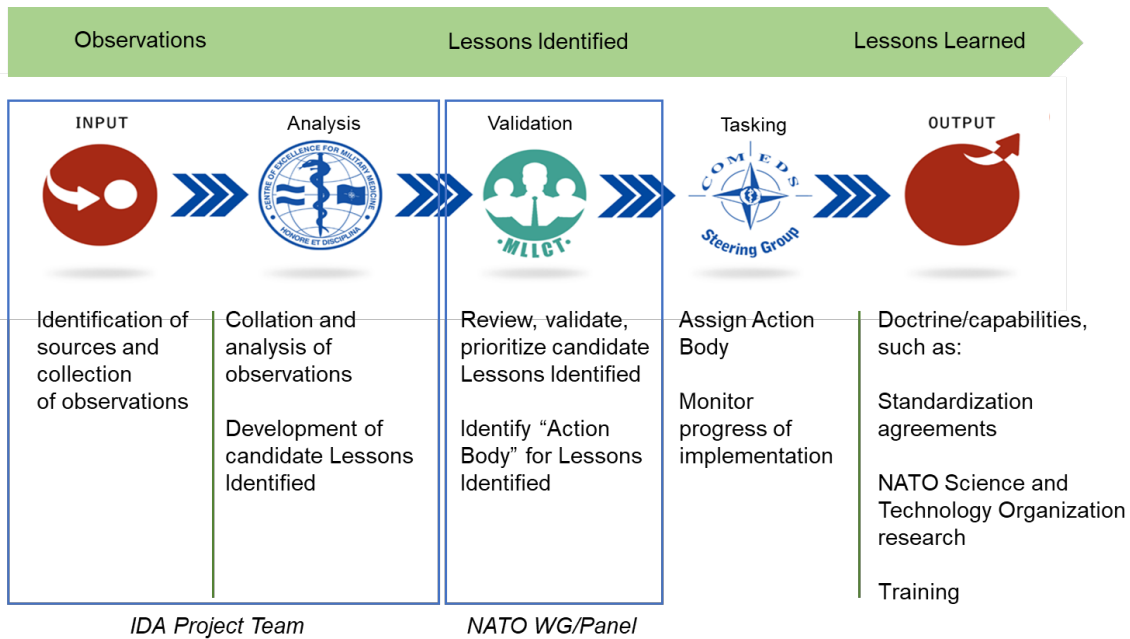 Observations
Lessons Identified
Lessons Learned
INPUT
Analysis
Validation
Tasking
OUTPUT
CENTRE OF EXCELLENCE FOR MILITARY MEDICINE
HONORE ET DISCIPLINA
MLLCT
COMEDS
Steering Group
Identification of
sources and
collection
of observations
Collation and
analysis of
observations
Development of
candidate Lessons
Identified
Review, validate,
prioritize candidate
Lessons Identified
Identify “Action
Body” for Lessons
Identified
Assign Action
Body
Monitor
progress of
implementation
Doctrine/capabilities,
such as:
Standardization
agreements
NATO Science and
Technology Organization
research
Training
IDA Project Team
NATO WG/Panel